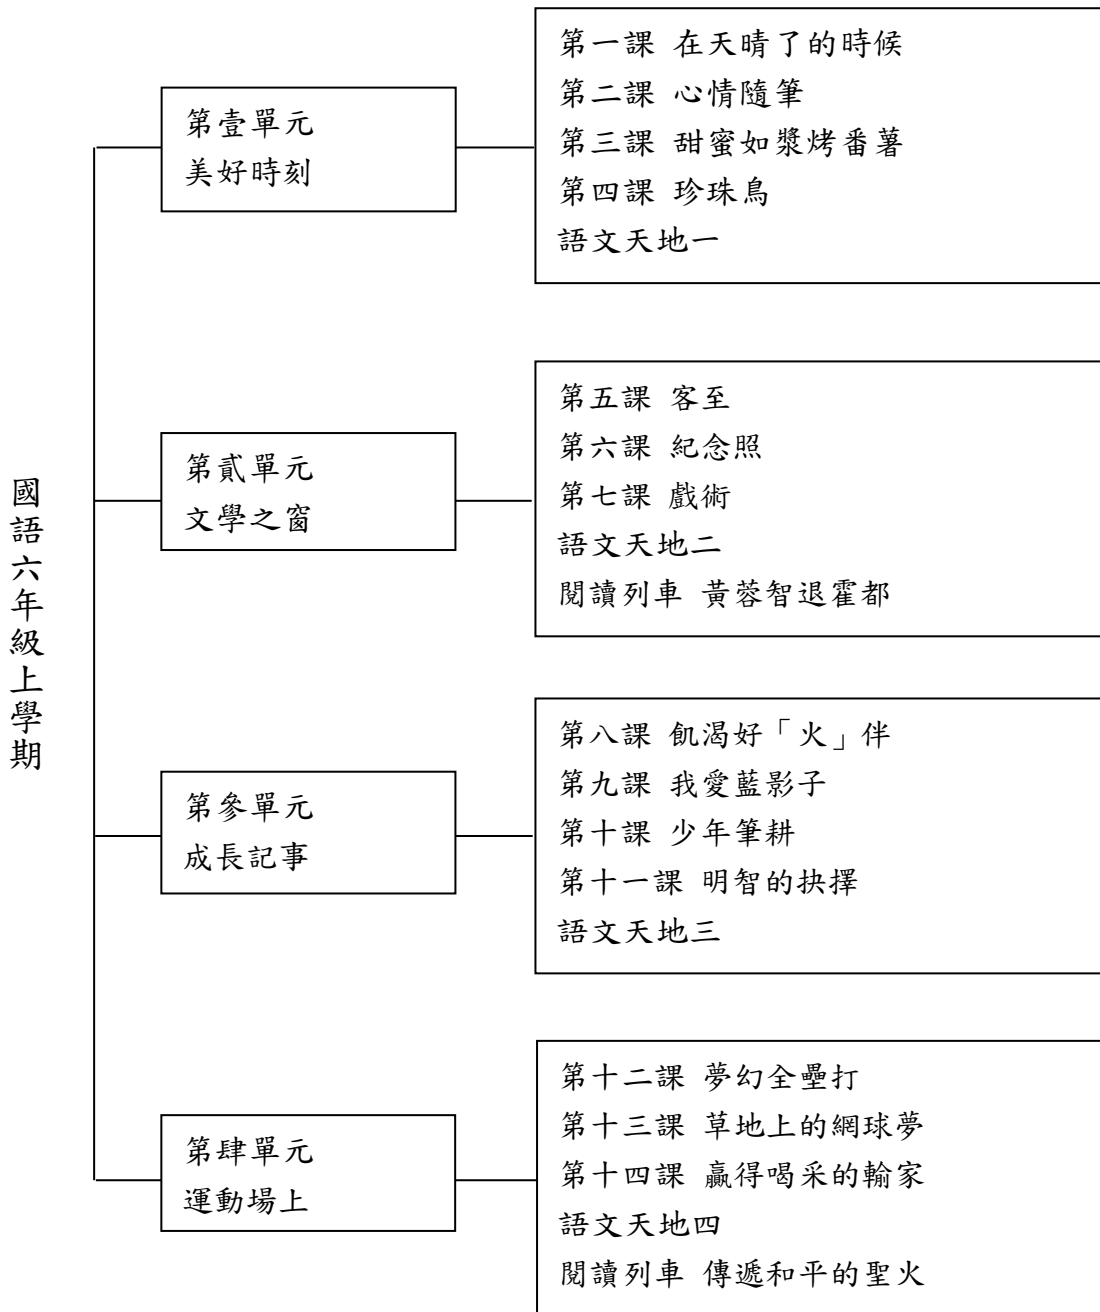 國語六年級上學期
第壹單元
美好時刻
第一課 在天晴了的時候
第二課 心情隨筆
第三課 甜蜜如漿烤番薯
第四課 珍珠鳥
語文天地一
第貳單元
文學之窗
第五課 客至
第六課 紀念照
第七課 戲術
語文天地二
閱讀列車 黃蓉智退霍都
第參單元
成長記事
第八課 飢渴好「火」伴
第九課 我愛藍影子
第十課 少年筆耕
第十一課 明智的抉擇
語文天地三
第肆單元
運動場上
第十二課 夢幻全壘打
第十三課 草地上的網球夢
第十四課 贏得喝采的輸家
語文天地四
閱讀列車 傳遞和平的聖火